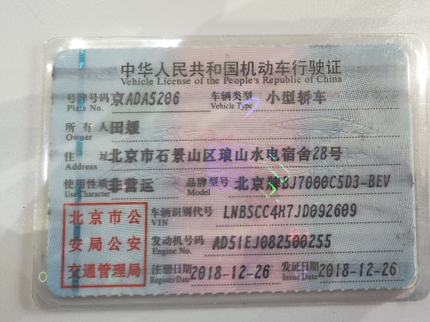 中华人民共和国机动车行驶证
Vehicle License of the People's Republic of China
号牌号码 京ADA5206 车辆类型 小型轿车
Plate No. Vehicle Type
所有人 田媛
Owner
住址 北京市石景山区琅山水电宿舍28号
Address
使用性质 非营运 品牌型号 北京牌BJ7000C5D3-BEV
Use Character Model
北京市公 车辆识别代号 LNBSCC4H7JD092609
VIN
安局公安 发动机号码 AD51EJ082500255
Engine No.
交通管理局 注册日期 2018-12-26 发证日期 2018-12-26
Register Date Issue Date